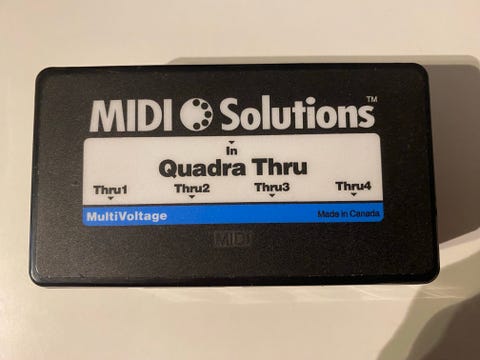 MIDI Solutions™
In
Quadra Thru
Thru1 Thru2 Thru3 Thru4
MultiVoltage Made in Canada
MIDI